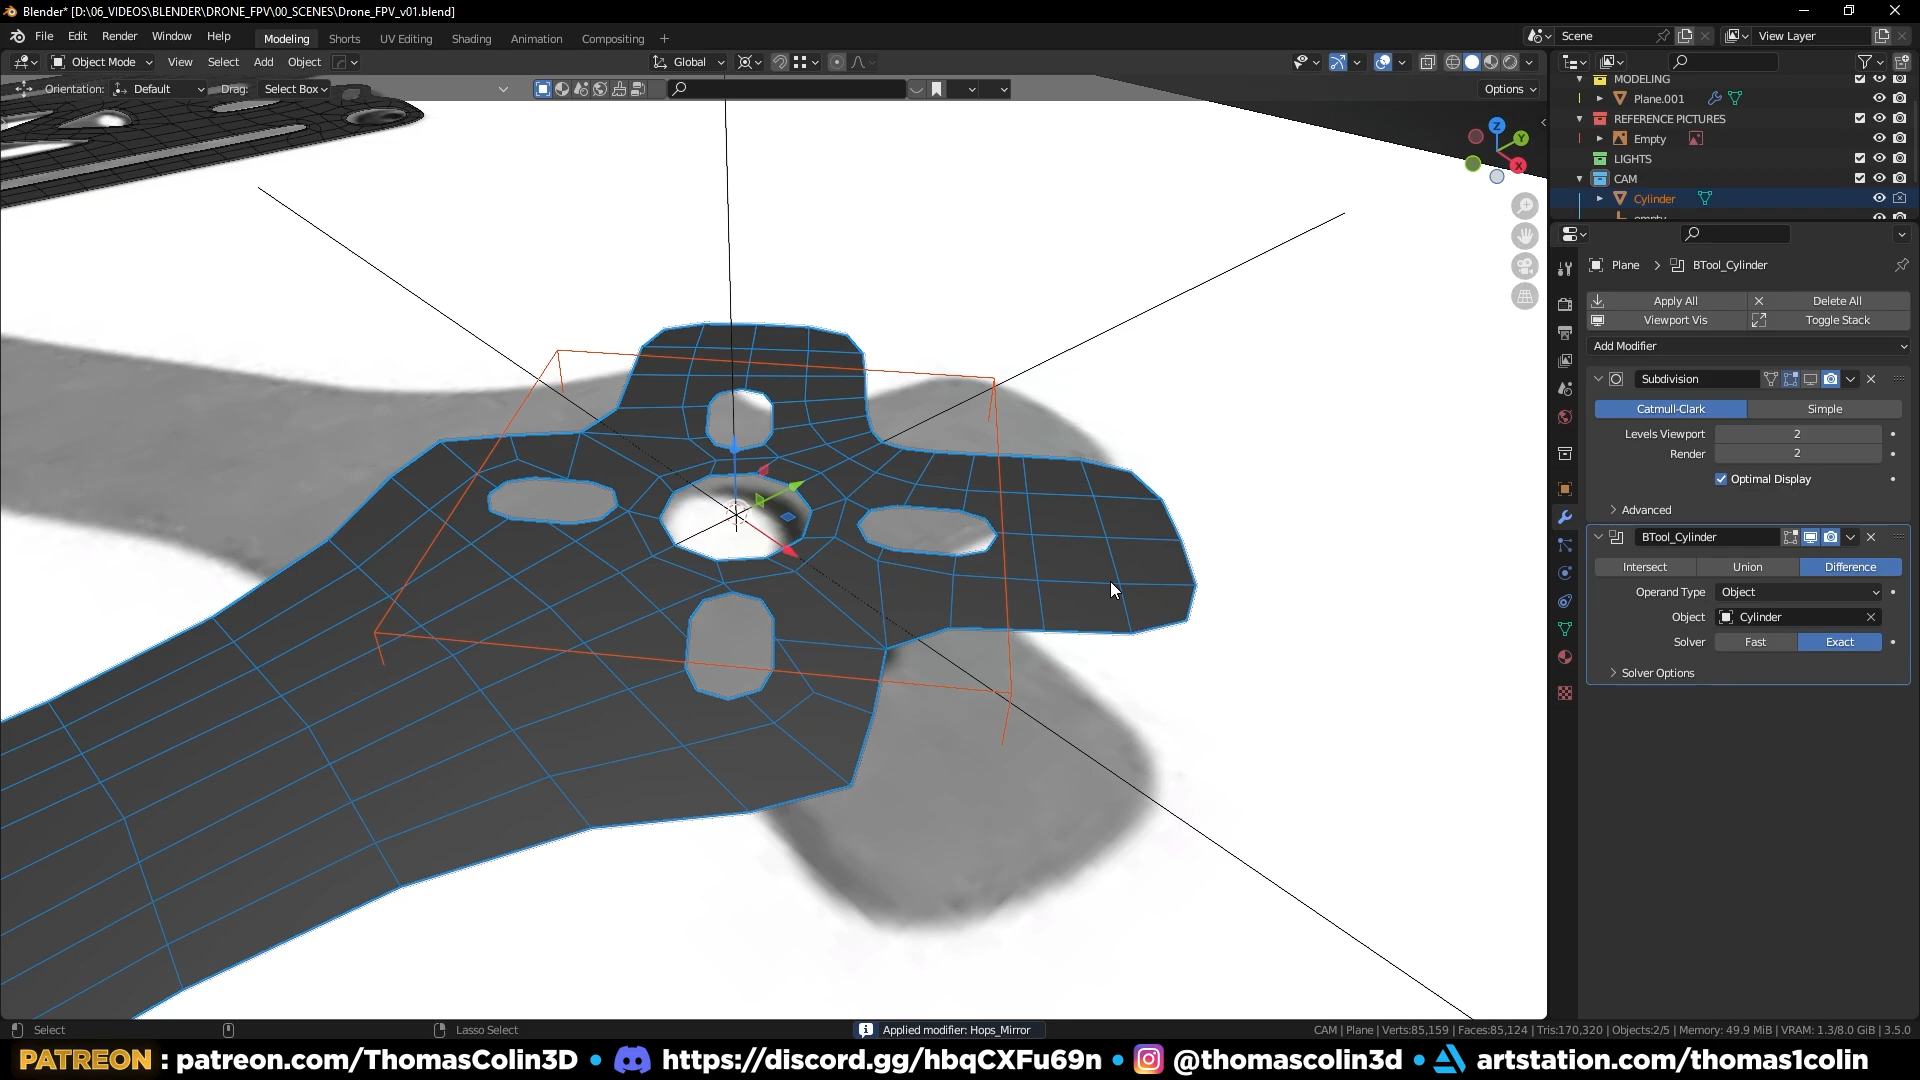 Blender* [D:\06_VIDEOS\BLENDER\DRONE_FPV\00_SCENES\Drone_FPV_v01.blend]
File Edit Render Window Help Modeling Shorts UV Editing Shading Animation Compositing + Scene View Layer
Object Mode View Select Add Object Global
Orientation: Default Drag: Select Box Options
Z
Y
X
MODELING
Plane.001
REFERENCE PICTURES
Empty
LIGHTS
CAM
Cylinder
empty
Plane > BTool_Cylinder
Apply All Delete All
Viewport Vis Toggle Stack
Add Modifier
Subdivision
Catmull-Clark Simple
Levels Viewport 2
Render 2
Optimal Display
Advanced
BTool_Cylinder
Intersect Union Difference
Operand Type Object
Object Cylinder
Solver Fast Exact
Solver Options
Select Lasso Select Applied modifier: Hops_Mirror CAM | Plane | Verts:85,159 | Faces:85,124 | Tris:170,320 | Objects:2/5 | Memory: 49.9 MiB | VRAM: 1.3/8.0 GiB | 3.5.0
PATREON : patreon.com/ThomasColin3D • https://discord.gg/hbqCXFu69n • @thomascolin3d • artstation.com/thomas1colin